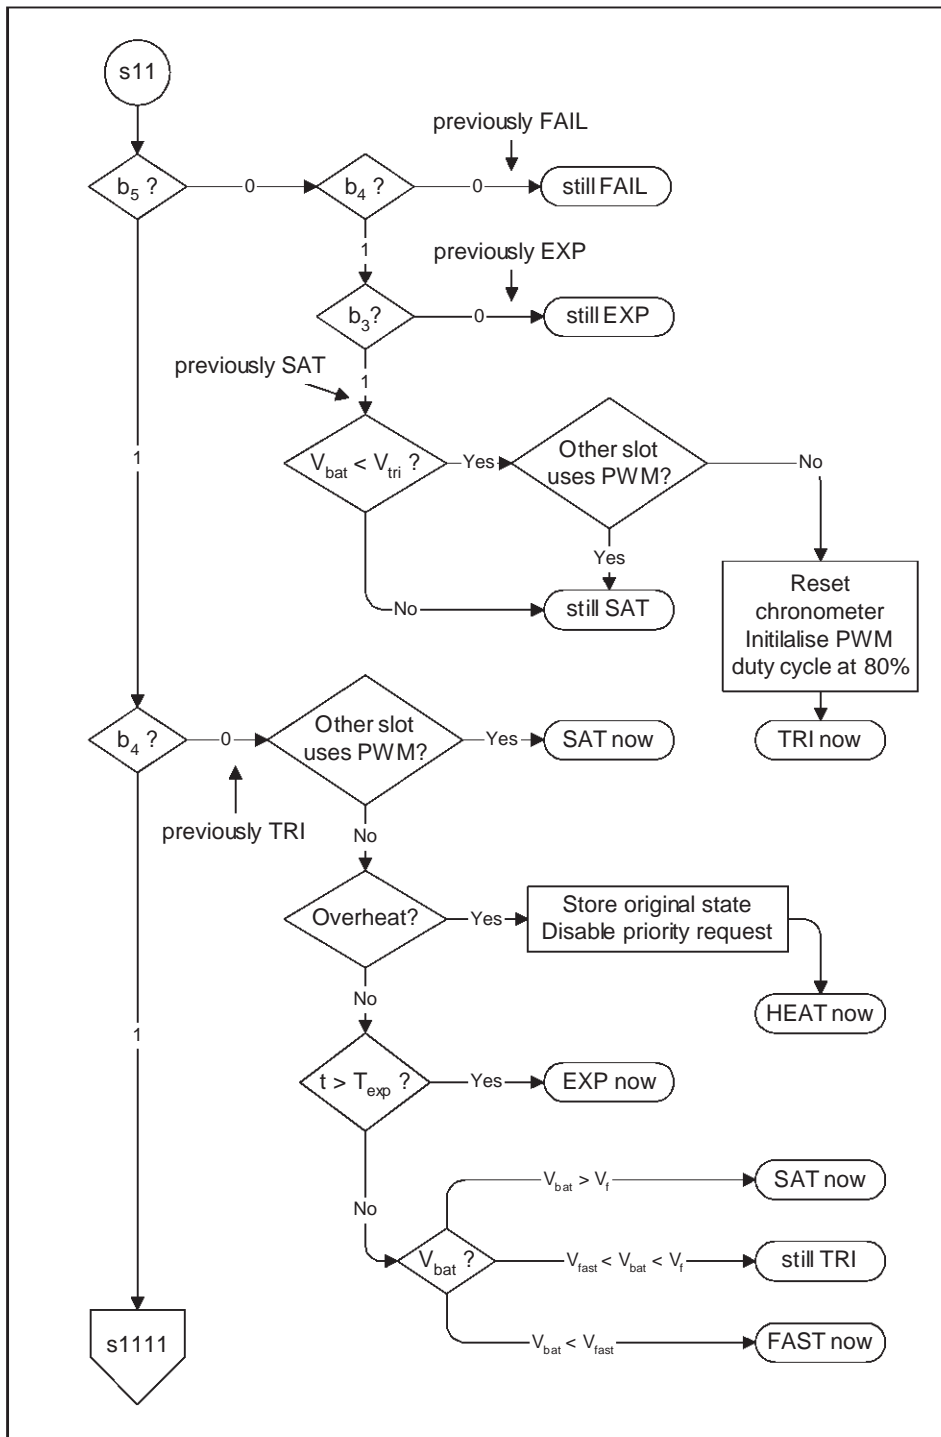 s11
previously FAIL
b5 ?
0
b4 ?
0
still FAIL
1
previously EXP
b3?
0
still EXP
previously SAT
1
1
Vbat < Vtri ?
Yes
Other slot
uses PWM?
No
Yes
No
still SAT
Reset
chronometer
Initilalise PWM
duty cycle at 80%
b4 ?
0
Other slot
uses PWM?
Yes
SAT now
TRI now
previously TRI
No
Overheat?
Yes
Store original state
Disable priority request
No
HEAT now
1
t > Texp ?
Yes
EXP now
No
Vbat > Vf
SAT now
Vbat ?
Vfast < Vbat < Vf
still TRI
s1111
Vbat < Vfast
FAST now